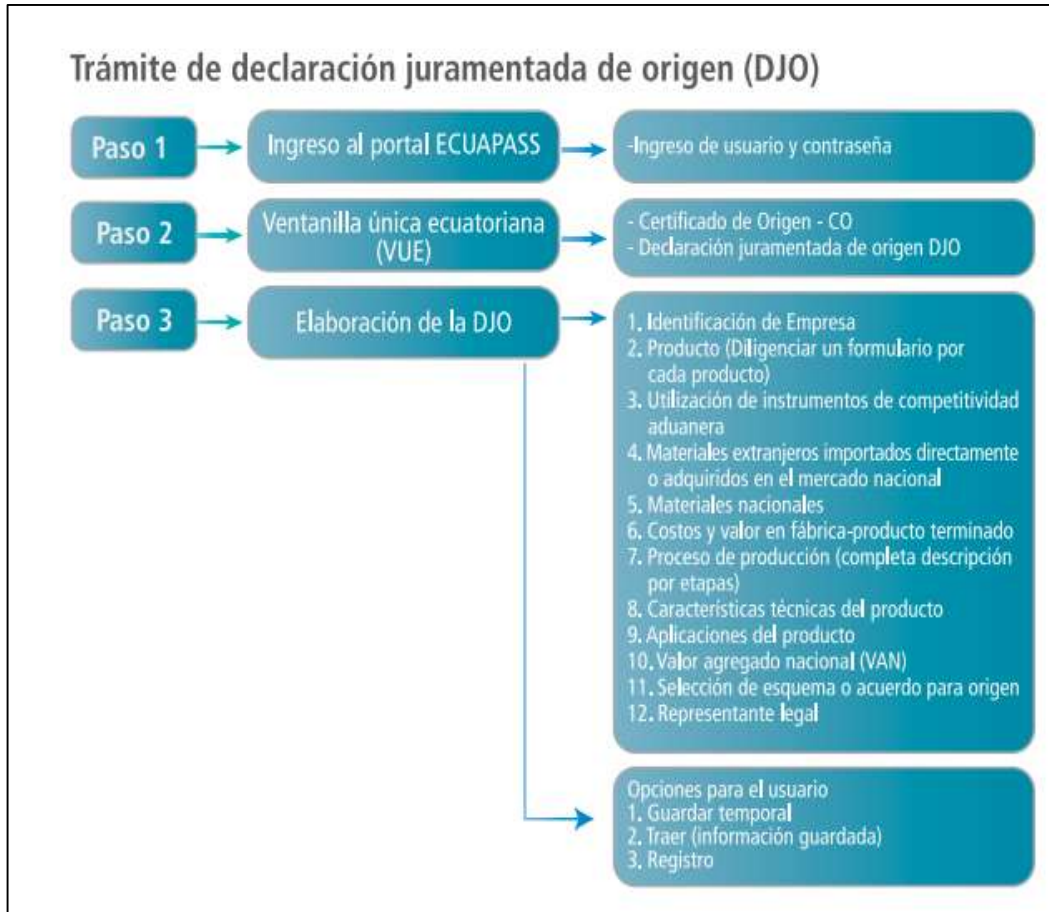 Trámite de declaración juramentada de origen (DJO)
Paso 1
Ingreso al portal ECUAPASS
-Ingreso de usuario y contraseña
Paso 2
Ventanilla única ecuatoriana
(VUE)
- Certificado de Origen - CO
- Declaración juramentada de origen DJO
Paso 3
Elaboración de la DJO
1. Identificación de Empresa
2. Producto (Diligenciar un formulario por
cada producto)
3. Utilización de instrumentos de competitividad
aduanera
4. Materiales extranjeros importados directamente
o adquiridos en el mercado nacional
5. Materiales nacionales
6. Costos y valor en fábrica-producto terminado
7. Proceso de producción (completa descripción
por etapas)
8. Características técnicas del producto
9. Aplicaciones del producto
10. Valor agregado nacional (VAN)
11. Selección de esquema o acuerdo para origen
12. Representante legal
Opciones para el usuario
1. Guardar temporal
2. Traer (información guardada)
3. Registro